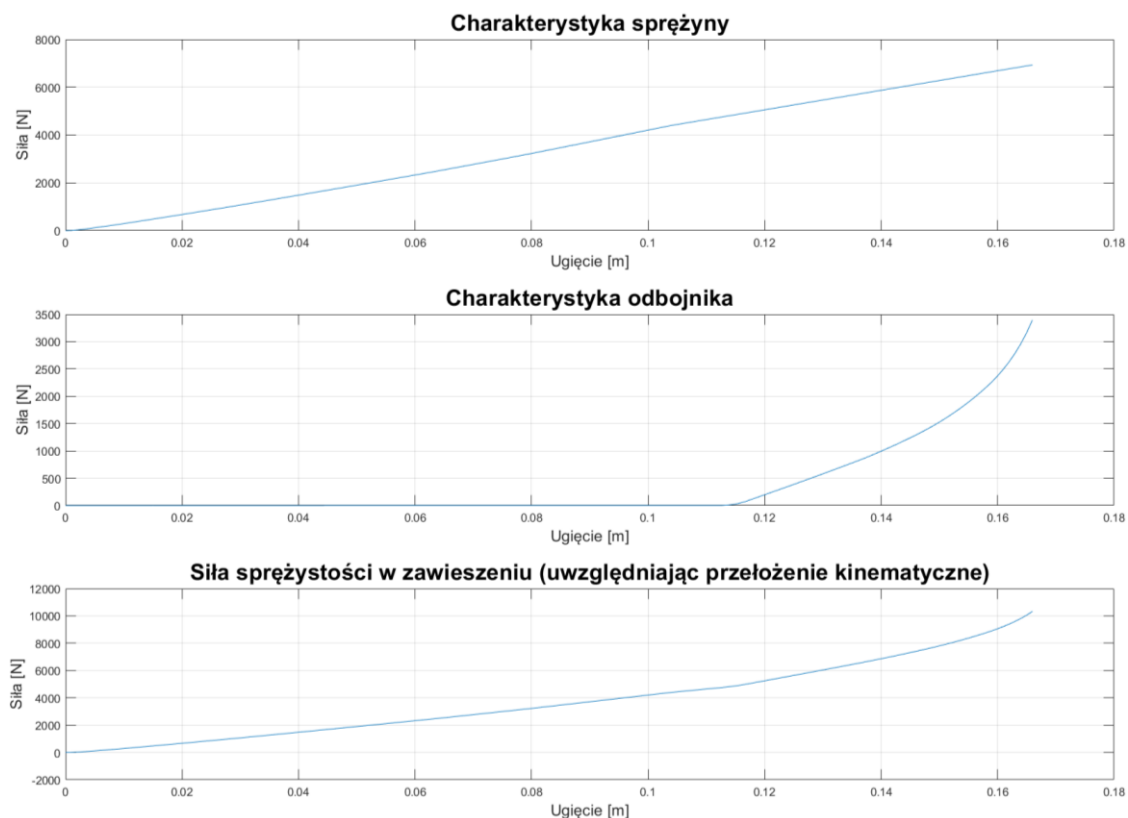 Charakterystyka sprężyny
8000
6000
4000
2000
0
Siła [N]
0 0.02 0.04 0.06 0.08 0.1 0.12 0.14 0.16 0.18
Ugięcie [m]
Charakterystyka odbojnika
3500
3000
2500
2000
1500
1000
500
0
Siła [N]
0 0.02 0.04 0.06 0.08 0.1 0.12 0.14 0.16 0.18
Ugięcie [m]
Siła sprężystości w zawieszeniu (uwzględniając przełożenie kinematyczne)
12000
10000
8000
6000
4000
2000
0
-2000
Siła [N]
0 0.02 0.04 0.06 0.08 0.1 0.12 0.14 0.16 0.18
Ugięcie [m]